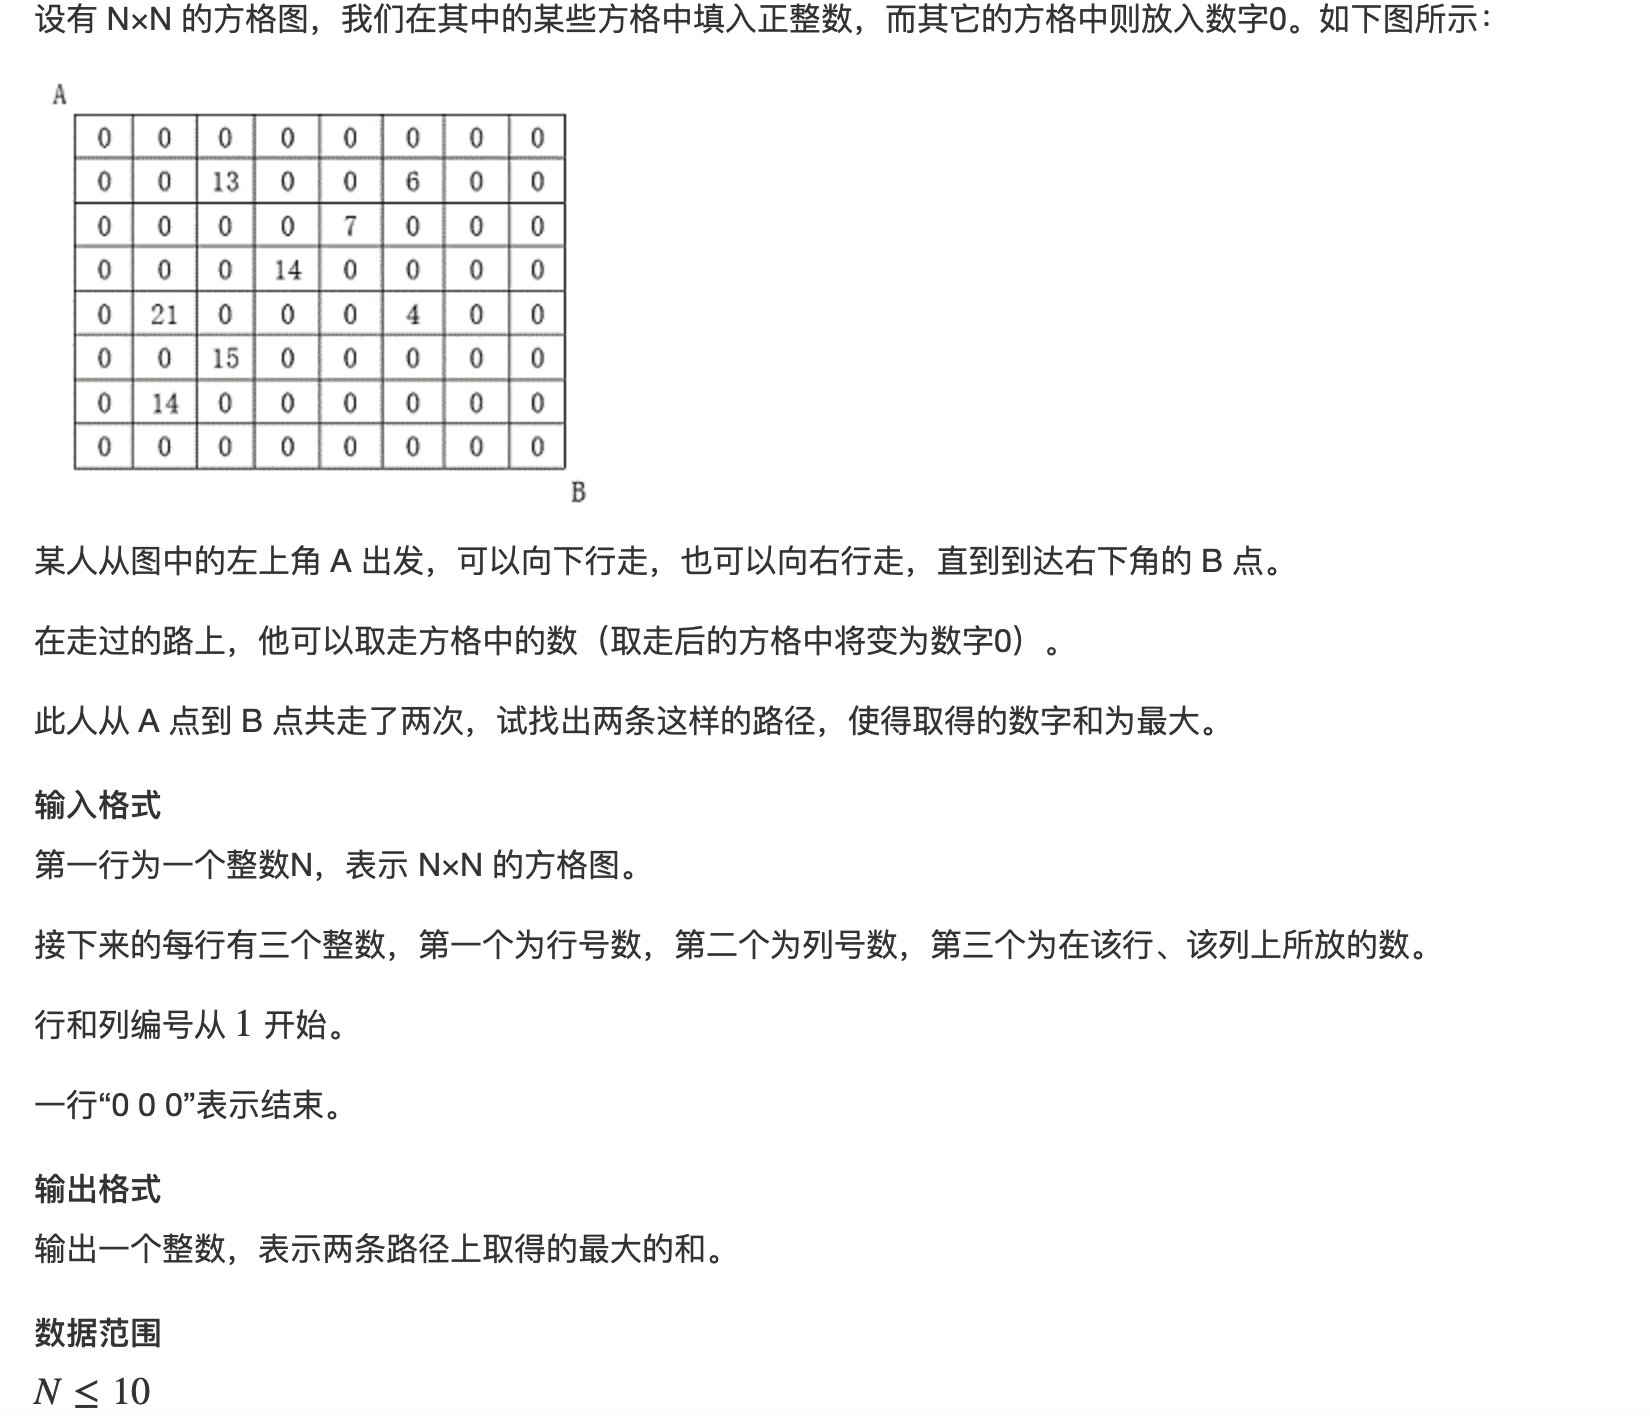 设有 N×N 的方格图，我们在其中的某些方格中填入正整数，而其它的方格中则放入数字0。如下图所示：
A
0 0 0 0 0 0 0 0
0 0 13 0 0 6 0 0
0 0 0 0 7 0 0 0
0 0 0 14 0 0 0 0
0 21 0 0 0 4 0 0
0 0 15 0 0 0 0 0
0 14 0 0 0 0 0 0
0 0 0 0 0 0 0 0
B
某人从图中的左上角 A 出发，可以向下行走，也可以向右行走，直到到达右下角的 B 点。
在走过的路上，他可以取走方格中的数（取走后的方格中将变为数字0）。
此人从 A 点到 B 点共走了两次，试找出两条这样的路径，使得取得的数字和为最大。
输入格式
第一行为一个整数N，表示 N×N 的方格图。
接下来的每行有三个整数，第一个为行号数，第二个为列号数，第三个为在该行、该列上所放的数。
行和列编号从 1 开始。
一行“0 0 0”表示结束。
输出格式
输出一个整数，表示两条路径上取得的最大的和。
数据范围
N ≤ 10